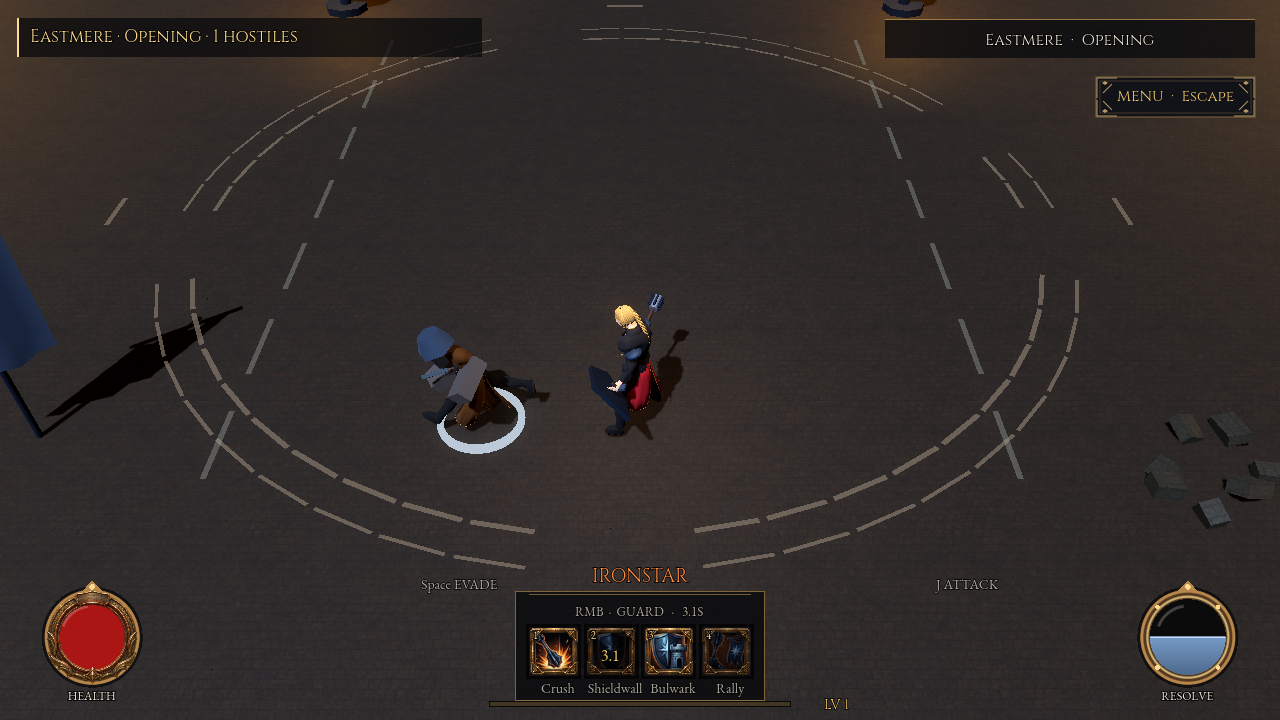 Eastmere · Opening · 1 hostiles
Eastmere · Opening
MENU · Escape
IRONSTAR
Space EVADE
J ATTACK
RMB · GUARD · 3.1S
1 2 3 4
3.1
Crush Shieldwall Bulwark Rally
HEALTH
RESOLVE
LV 1